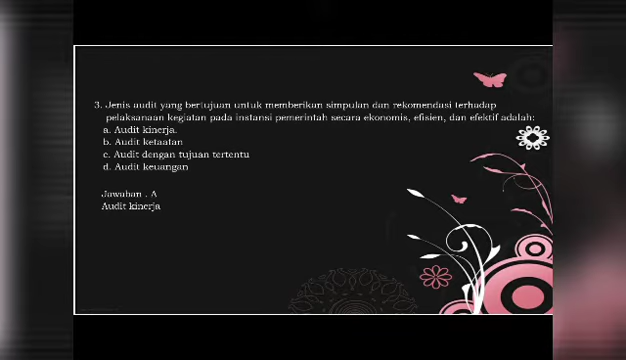 3. Jenis audit yang bertujuan untuk memberikan simpulan dan rekomendasi terhadap
pelaksanaan kegiatan pada instansi pemerintah secara ekonomis, efisien, dan efektif adalah:
a. Audit kinerja.
b. Audit ketaatan
c. Audit dengan tujuan tertentu
d. Audit keuangan
Jawaban . A
Audit kinerja